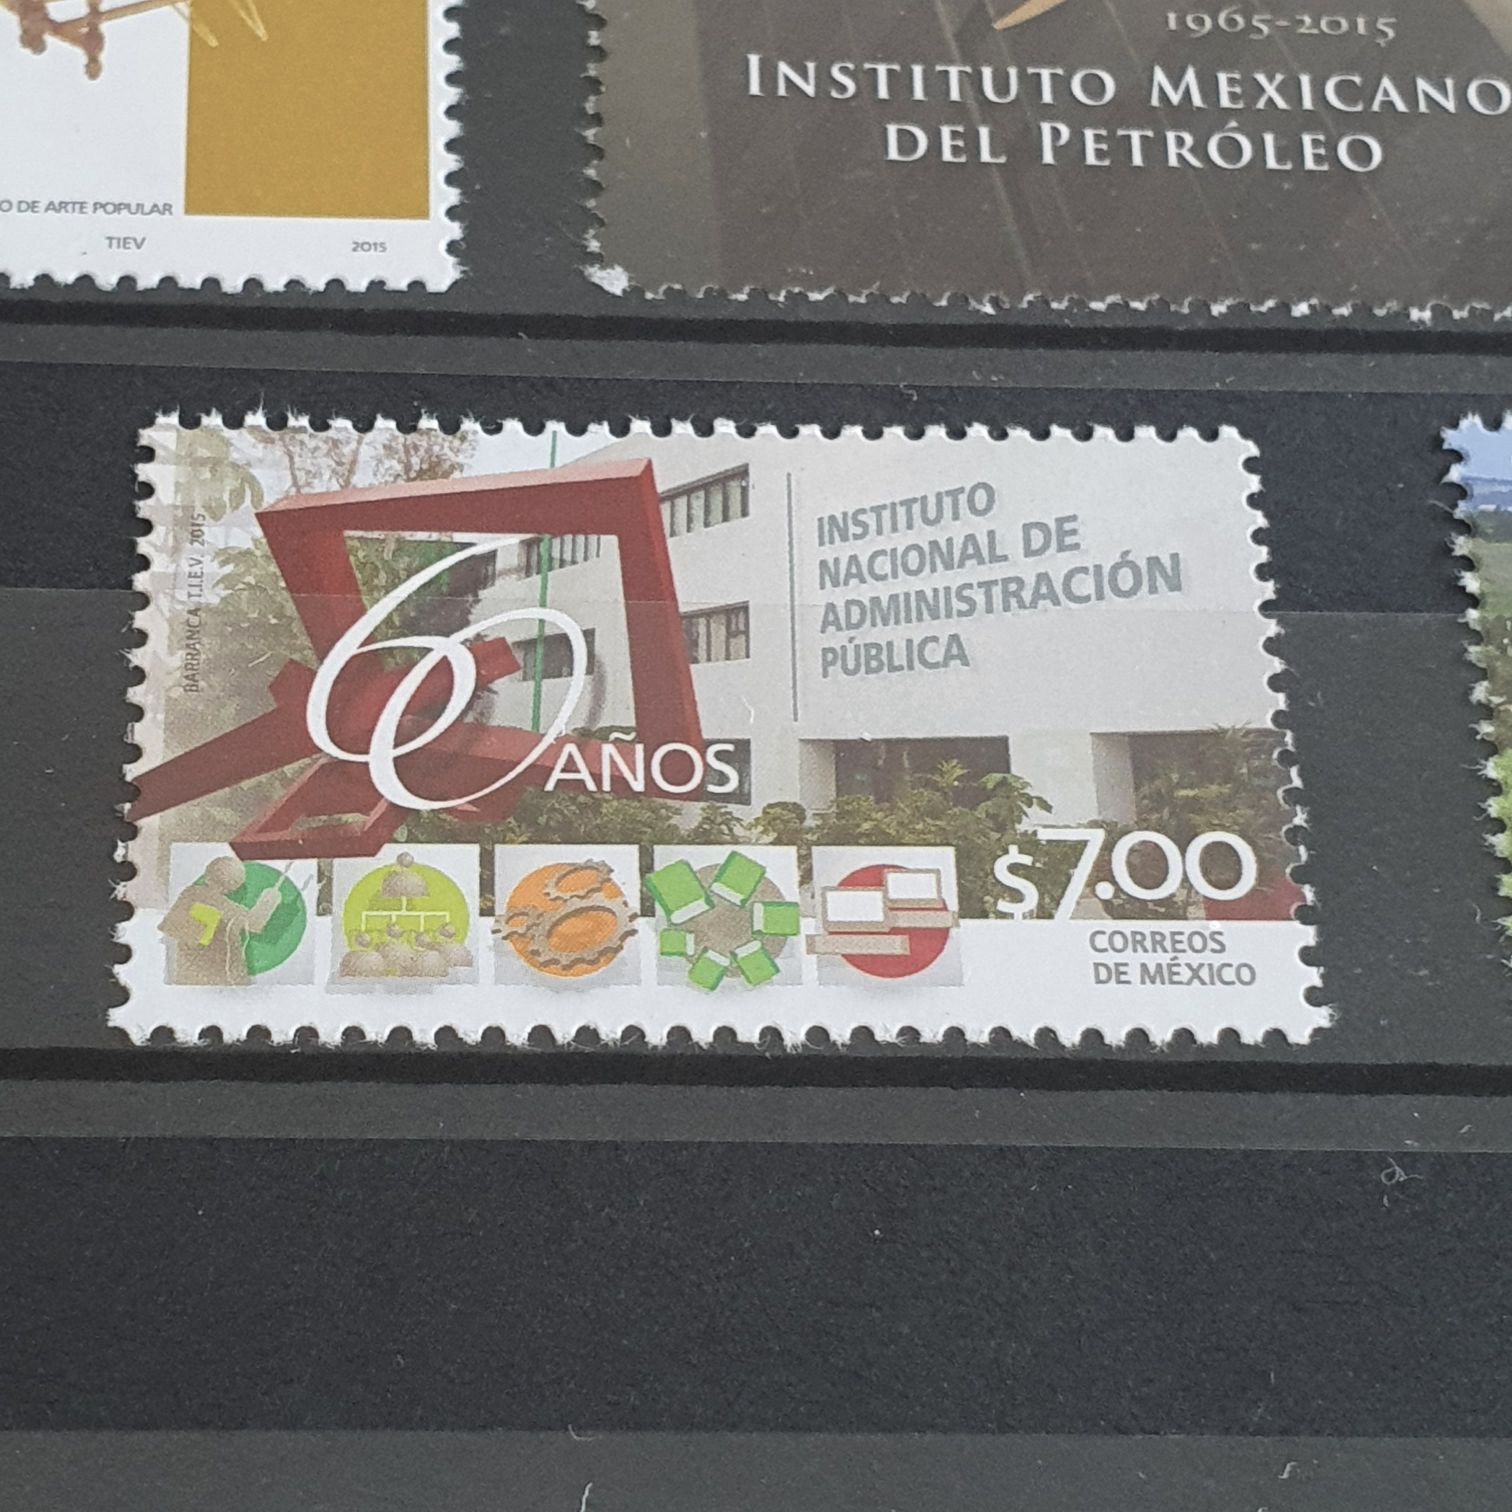 1965-2015
INSTITUTO MEXICANO
DEL PETRÓLEO
O DE ARTE POPULAR
TIEV 2015
BARRANCA T.I.E.V. 2015
INSTITUTO
NACIONAL DE
ADMINISTRACIÓN
PÚBLICA
60 AÑOS
$7.00
CORREOS
DE MÉXICO